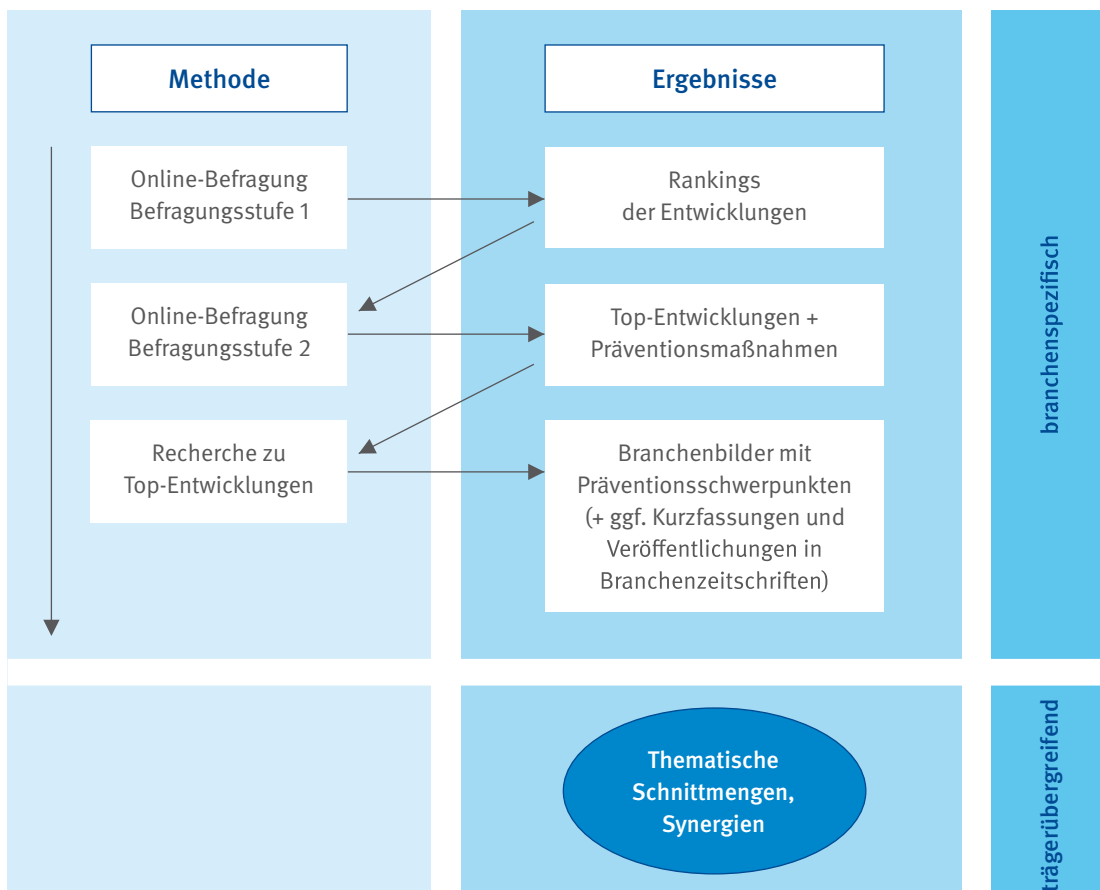 Methode
Ergebnisse
Online-Befragung
Befragungsstufe 1
Rankings
der Entwicklungen
Online-Befragung
Befragungsstufe 2
Top-Entwicklungen +
Präventionsmaßnahmen
Recherche zu
Top-Entwicklungen
Branchenbilder mit
Präventionsschwerpunkten
(+ ggf. Kurzfassungen und
Veröffentlichungen in
Branchenzeitschriften)
branchenspezifisch
Thematische
Schnittmengen,
Synergien
trägerübergreifend